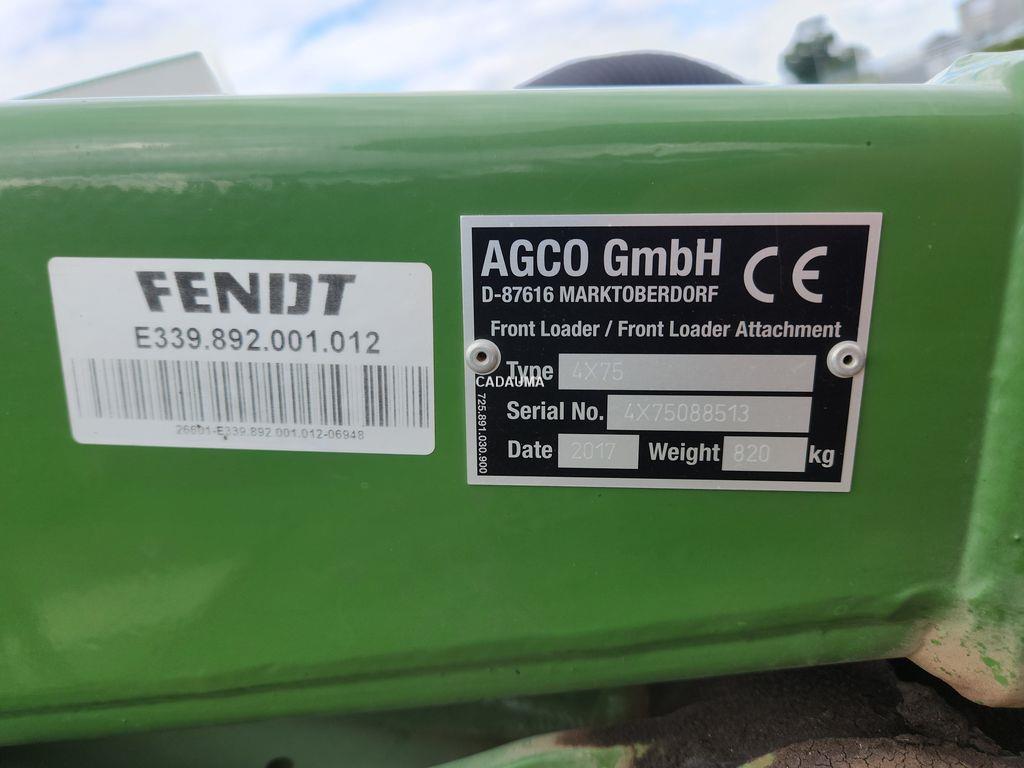 FENDT
E339.892.001.012
26601-E339.892.001.012-06948
AGCO GmbH CE
D-87616 MARKTOBERDORF
Front Loader / Front Loader Attachment
Type 4X75
CADAUMA
Serial No. 4X75088513
Date 2017 Weight 820 kg
725.891.030.900